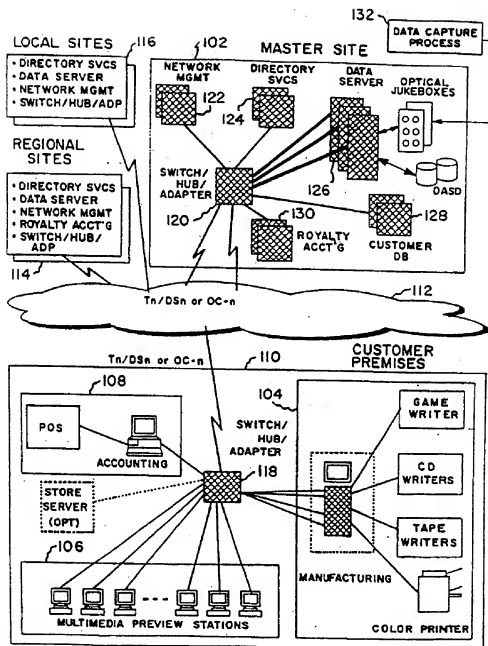 132
DATA CAPTURE
PROCESS
LOCAL SITES
116
• DIRECTORY SVCS
• DATA SERVER
• NETWORK MGMT
• SWITCH/HUB/ADP
REGIONAL
SITES
• DIRECTORY SVCS
• DATA SERVER
• NETWORK MGMT
• ROYALTY ACCT'G
• SWITCH/HUB/
ADP
114
102
MASTER SITE
NETWORK
MGMT
122
DIRECTORY
SVCS
124
DATA
SERVER
126
OPTICAL
JUKEBOXES
DASD
SWITCH/
HUB/
ADAPTER
120
130
ROYALTY
ACCT'G
128
CUSTOMER
DB
112
Tn/DSn or OC-n
Tn/DSn or OC-n
110
CUSTOMER
PREMISES
108
POS
ACCOUNTING
SWITCH/
HUB/
ADAPTER
118
STORE
SERVER
(OPT)
106
MULTIMEDIA PREVIEW STATIONS
104
GAME
WRITER
CD
WRITERS
TAPE
WRITERS
MANUFACTURING
COLOR PRINTER